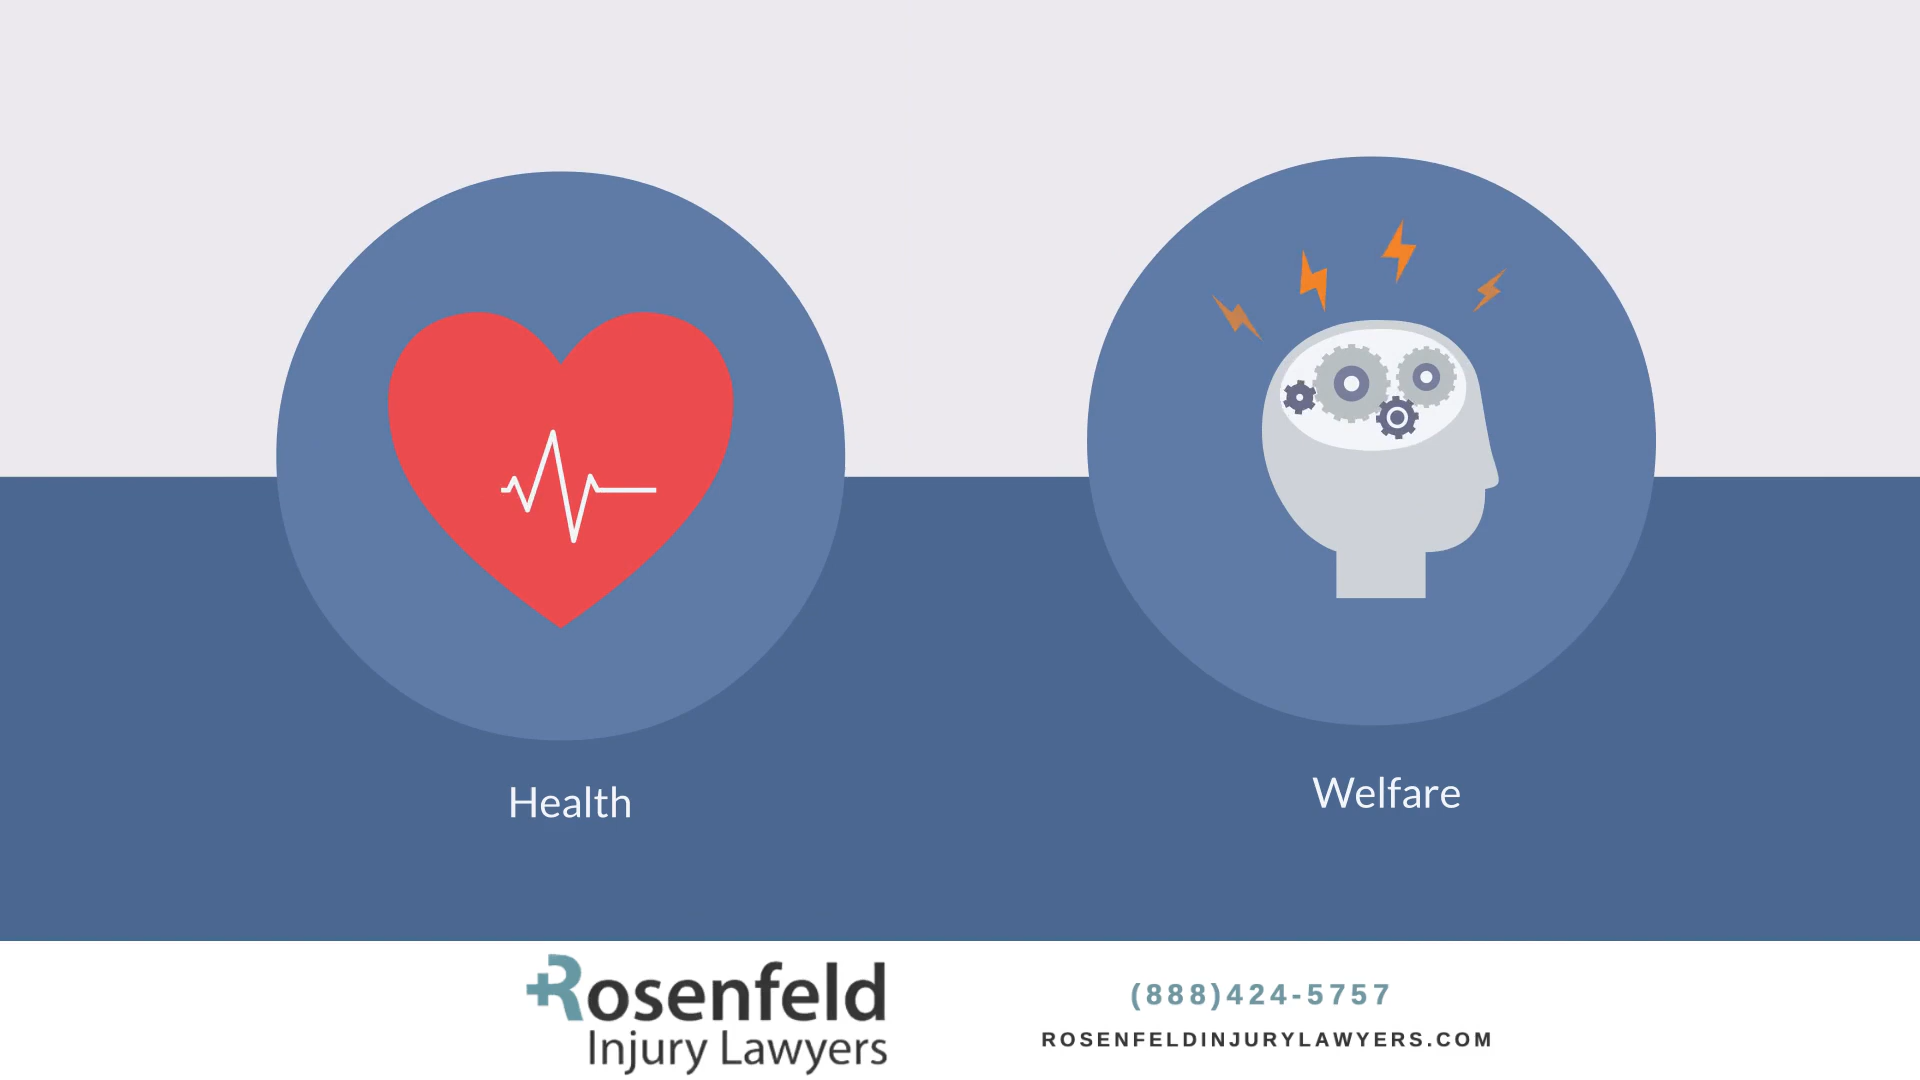 Health
Welfare
Rosenfeld
Injury Lawyers
(888)424-5757
ROSENFELDINJURYLAWYERS.COM